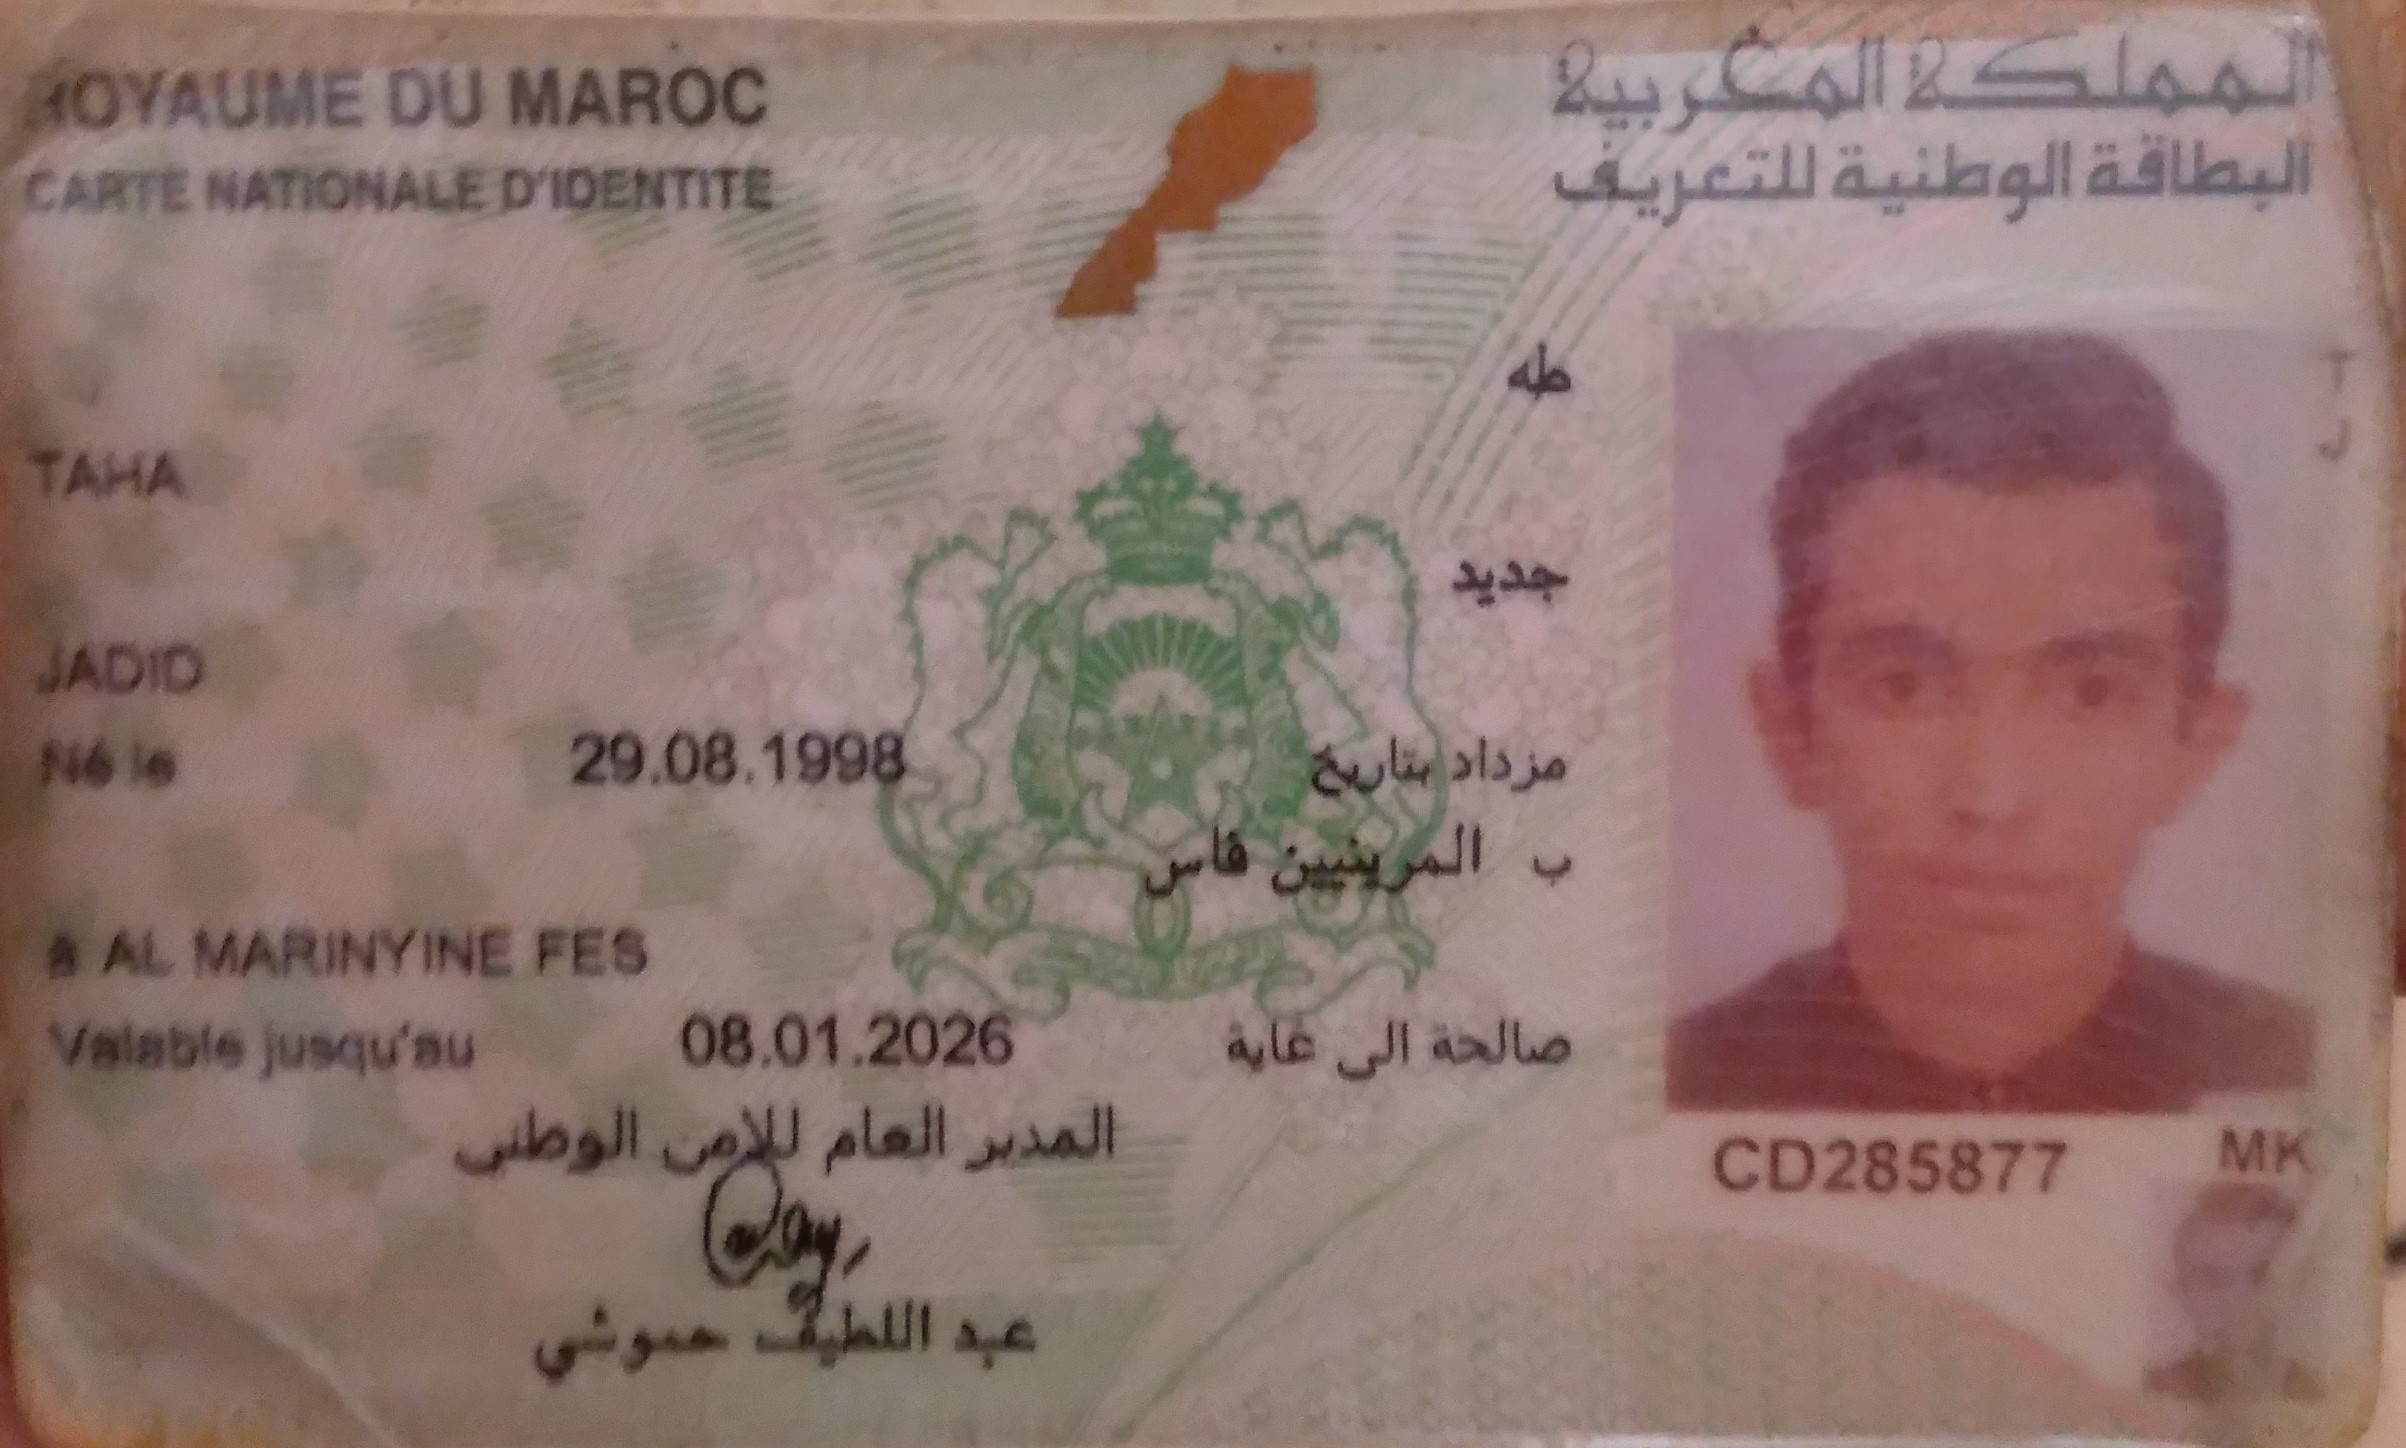 ROYAUME DU MAROC
المملكة المغربية
CARTE NATIONALE D'IDENTITE
البطاقة الوطنية للتعريف
طه
TAHA
جديد
JADID
Né le 29.08.1998 مزداد بتاريخ
ب المرينيين فاس
à AL MARINYINE FES
Valable jusqu'au 08.01.2026 صالحة الى غاية
المدير العام للامن الوطني
عبد اللطيف حموشي
CD285877
MK
T
J